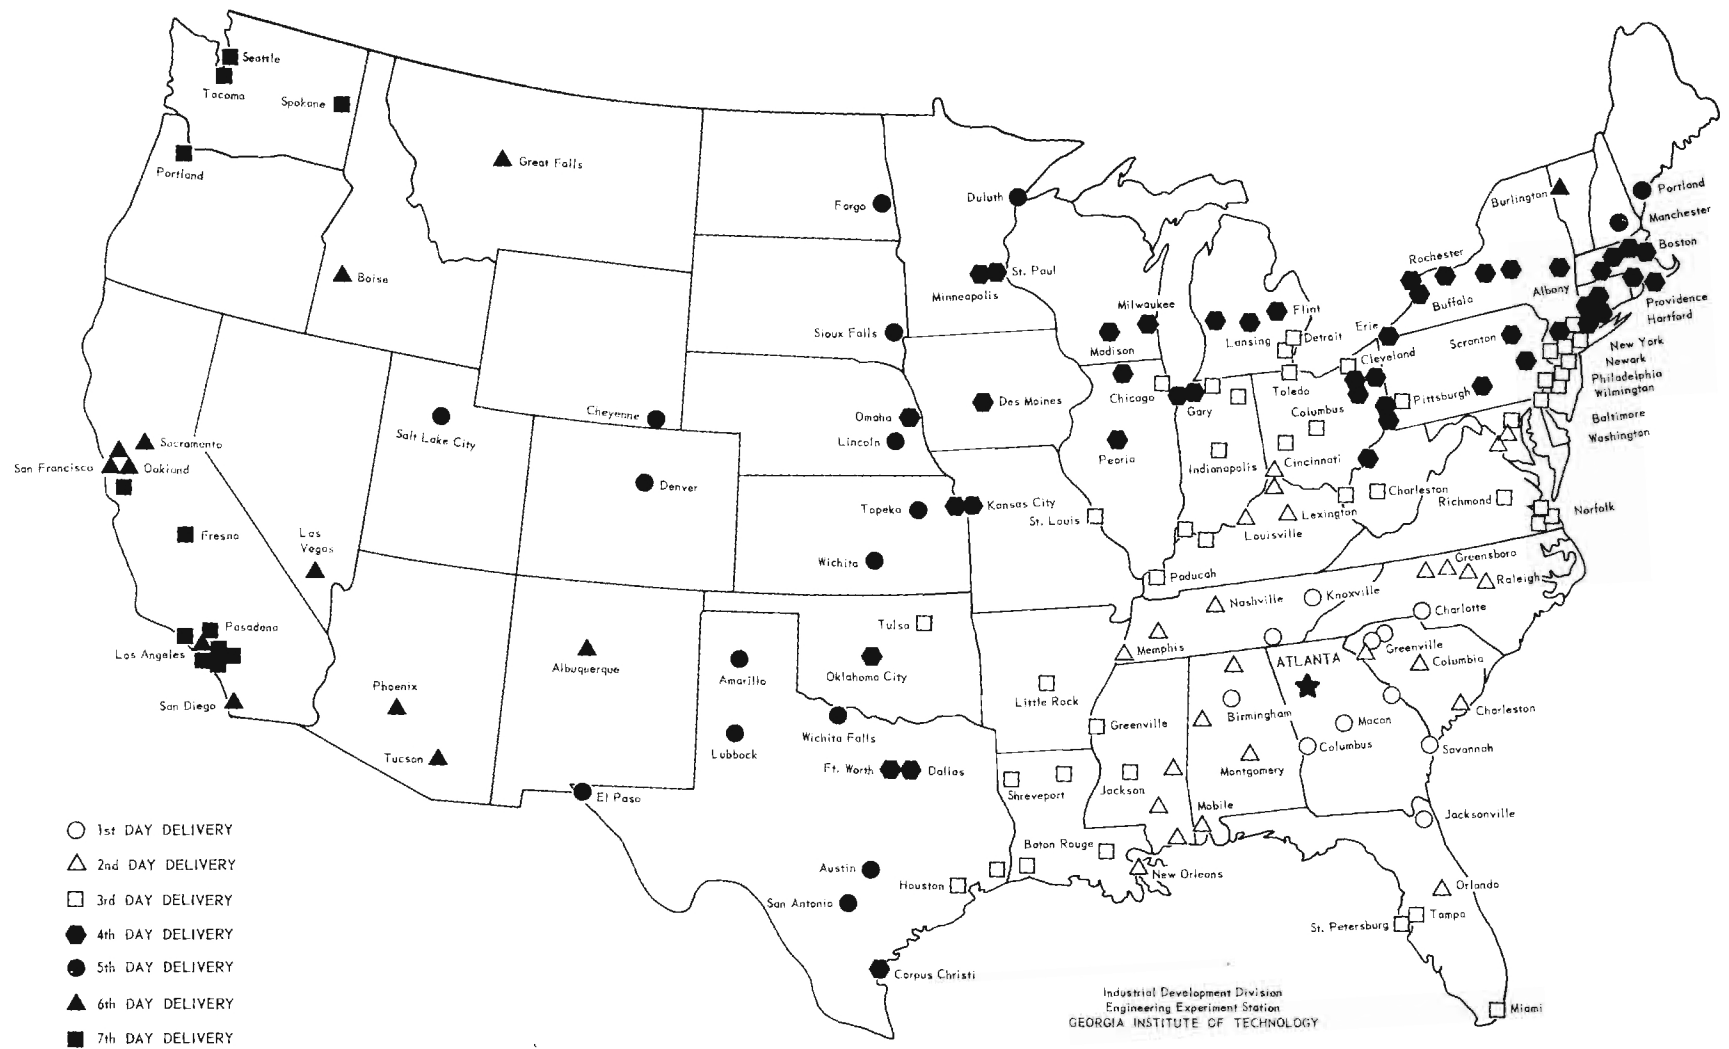 Seattle
Tacoma
Spokane
Portland
Great Falls
Boise
Fargo
Duluth
St. Paul
Minneapolis
Sioux Falls
Milwaukee
Madison
Flint
Lansing
Detroit
Burlington
Portland
Manchester
Boston
Rochester
Buffalo
Albany
Providence
Hartford
Erie
Scranton
New York
Newark
Philadelphia
Wilmington
Baltimore
Washington
Cleveland
Toledo
Pittsburgh
Columbus
Chicago
Gary
Des Moines
Omaha
Lincoln
Cheyenne
Salt Lake City
Sacramento
San Francisco
Oakland
Denver
Peoria
Indianapolis
Cincinnati
Charleston
Richmond
Norfolk
Topeka
Kansas City
St. Louis
Lexington
Louisville
Fresno
Las
Vegas
Wichita
Paducah
Greensboro
Raleigh
Nashville
Knoxville
Charlotte
Pasadena
Los Angeles
San Diego
Tulsa
Albuquerque
Amarillo
Oklahoma City
Memphis
ATLANTA
Greenville
Columbia
Phoenix
Tucson
Little Rock
Greenville
Birmingham
Macon
Charleston
Lubbock
Wichita Falls
Columbus
Savannah
Ft. Worth
Dallas
Shreveport
Jackson
Montgomery
El Paso
Mobile
Jacksonville
Baton Rouge
New Orleans
Austin
Houston
San Antonio
Orlando
Tampa
St. Petersburg
Corpus Christi
Miami
1st DAY DELIVERY
2nd DAY DELIVERY
3rd DAY DELIVERY
4th DAY DELIVERY
5th DAY DELIVERY
6th DAY DELIVERY
7th DAY DELIVERY
Industrial Development Division
Engineering Experiment Station
GEORGIA INSTITUTE OF TECHNOLOGY